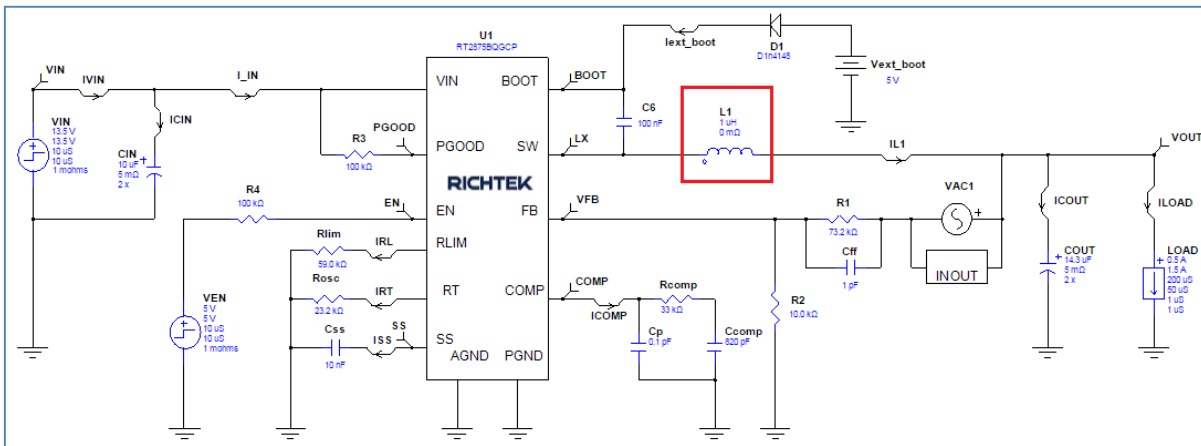 U1
RT2875BQGCP
Iext_boot
D1
D1n4148
Vext_boot
5 V
VIN
IVIN
I_IN
VIN
BOOT
BOOT
C6
100 nF
L1
1 uH
0 mΩ
ICIN
VIN
13.5 V
13.5 V
10 uS
10 uS
1 mohms
CIN
10 uF
5 mΩ
2 x
PGOOD
R3
100 kΩ
PGOOD
SW
LX
IL1
VOUT
RICHTEK
R4
100 kΩ
EN
EN
FB
VFB
R1
73.2 kΩ
VAC1
ICOUT
ILOAD
Cff
1 pF
INOUT
COUT
14.3 uF
5 mΩ
2 x
LOAD
0.5 A
1.5 A
200 uS
50 uS
1 uS
1 uS
Rlim
59.0 kΩ
IRL
RLIM
Rosc
23.2 kΩ
IRT
RT
COMP
COMP
ICOMP
Rcomp
33 kΩ
R2
10.0 kΩ
VEN
5 V
5 V
10 uS
10 uS
1 mohms
Css
10 nF
ISS
SS
SS
AGND
PGND
Cp
0.1 pF
Ccomp
820 pF